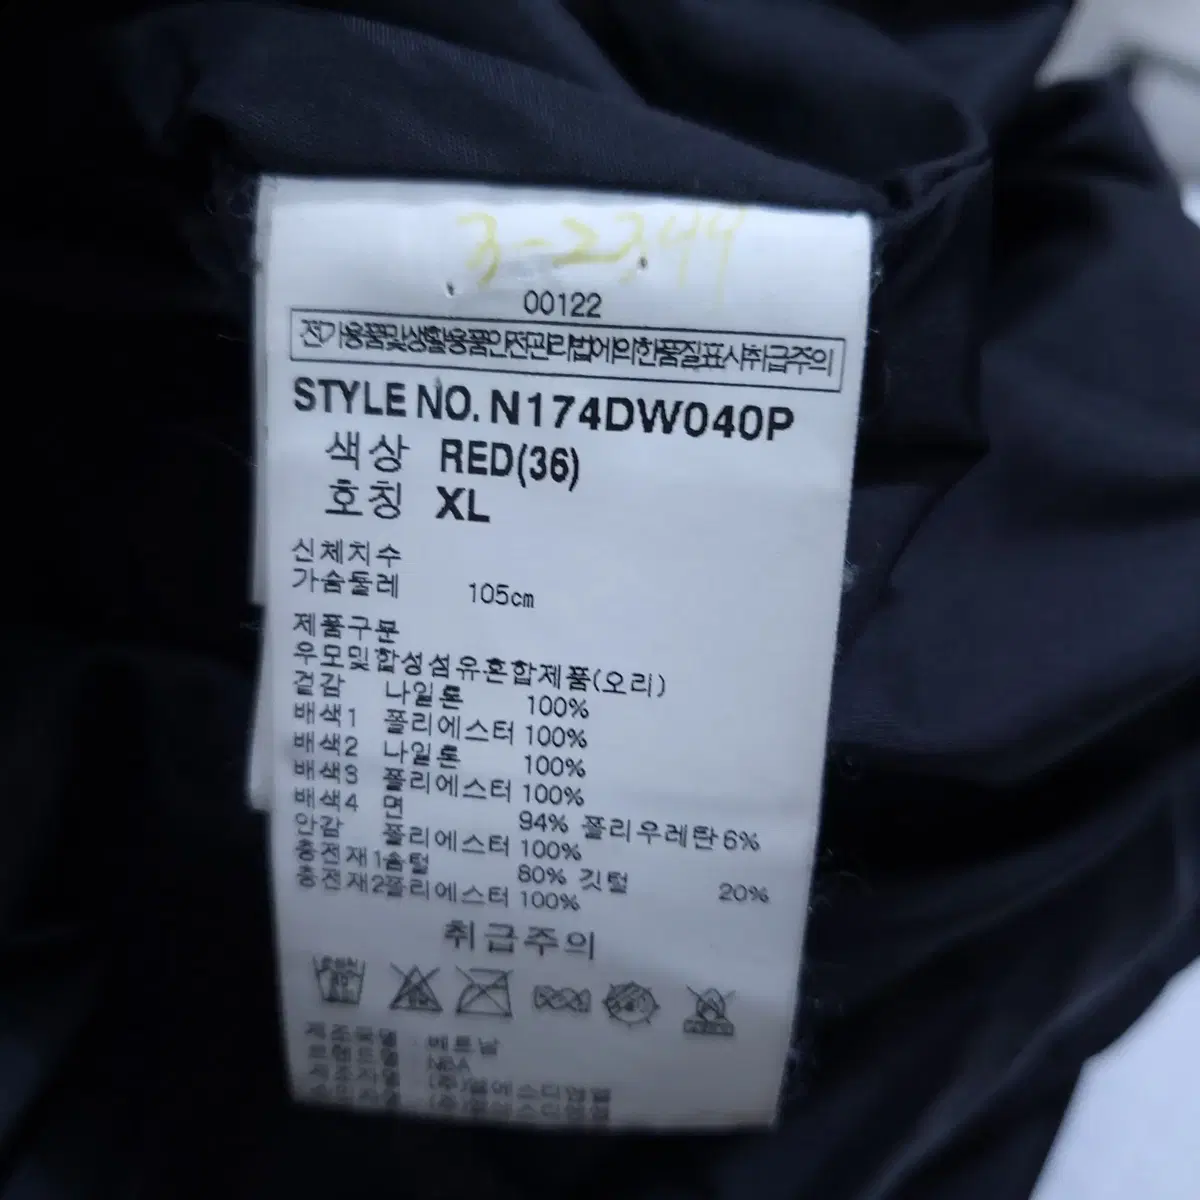 3-2344
00122
전기용품및생활용품안전관리법에의한품질표시취급주의
STYLE NO. N174DW040P
색상 RED(36)
호칭 XL
신체치수
가슴둘레 105cm
제품구분
우모및합성섬유혼합제품(오리)
겉감 나일론 100%
배색1 폴리에스터 100%
배색2 나일론 100%
배색3 폴리에스터 100%
배색4 면 94% 폴리우레탄 6%
안감 폴리에스터 100%
충전재1솜털 80% 깃털 20%
충전재2폴리에스터 100%
취급주의
제조국명 : 베트남
브랜드명 : NBA